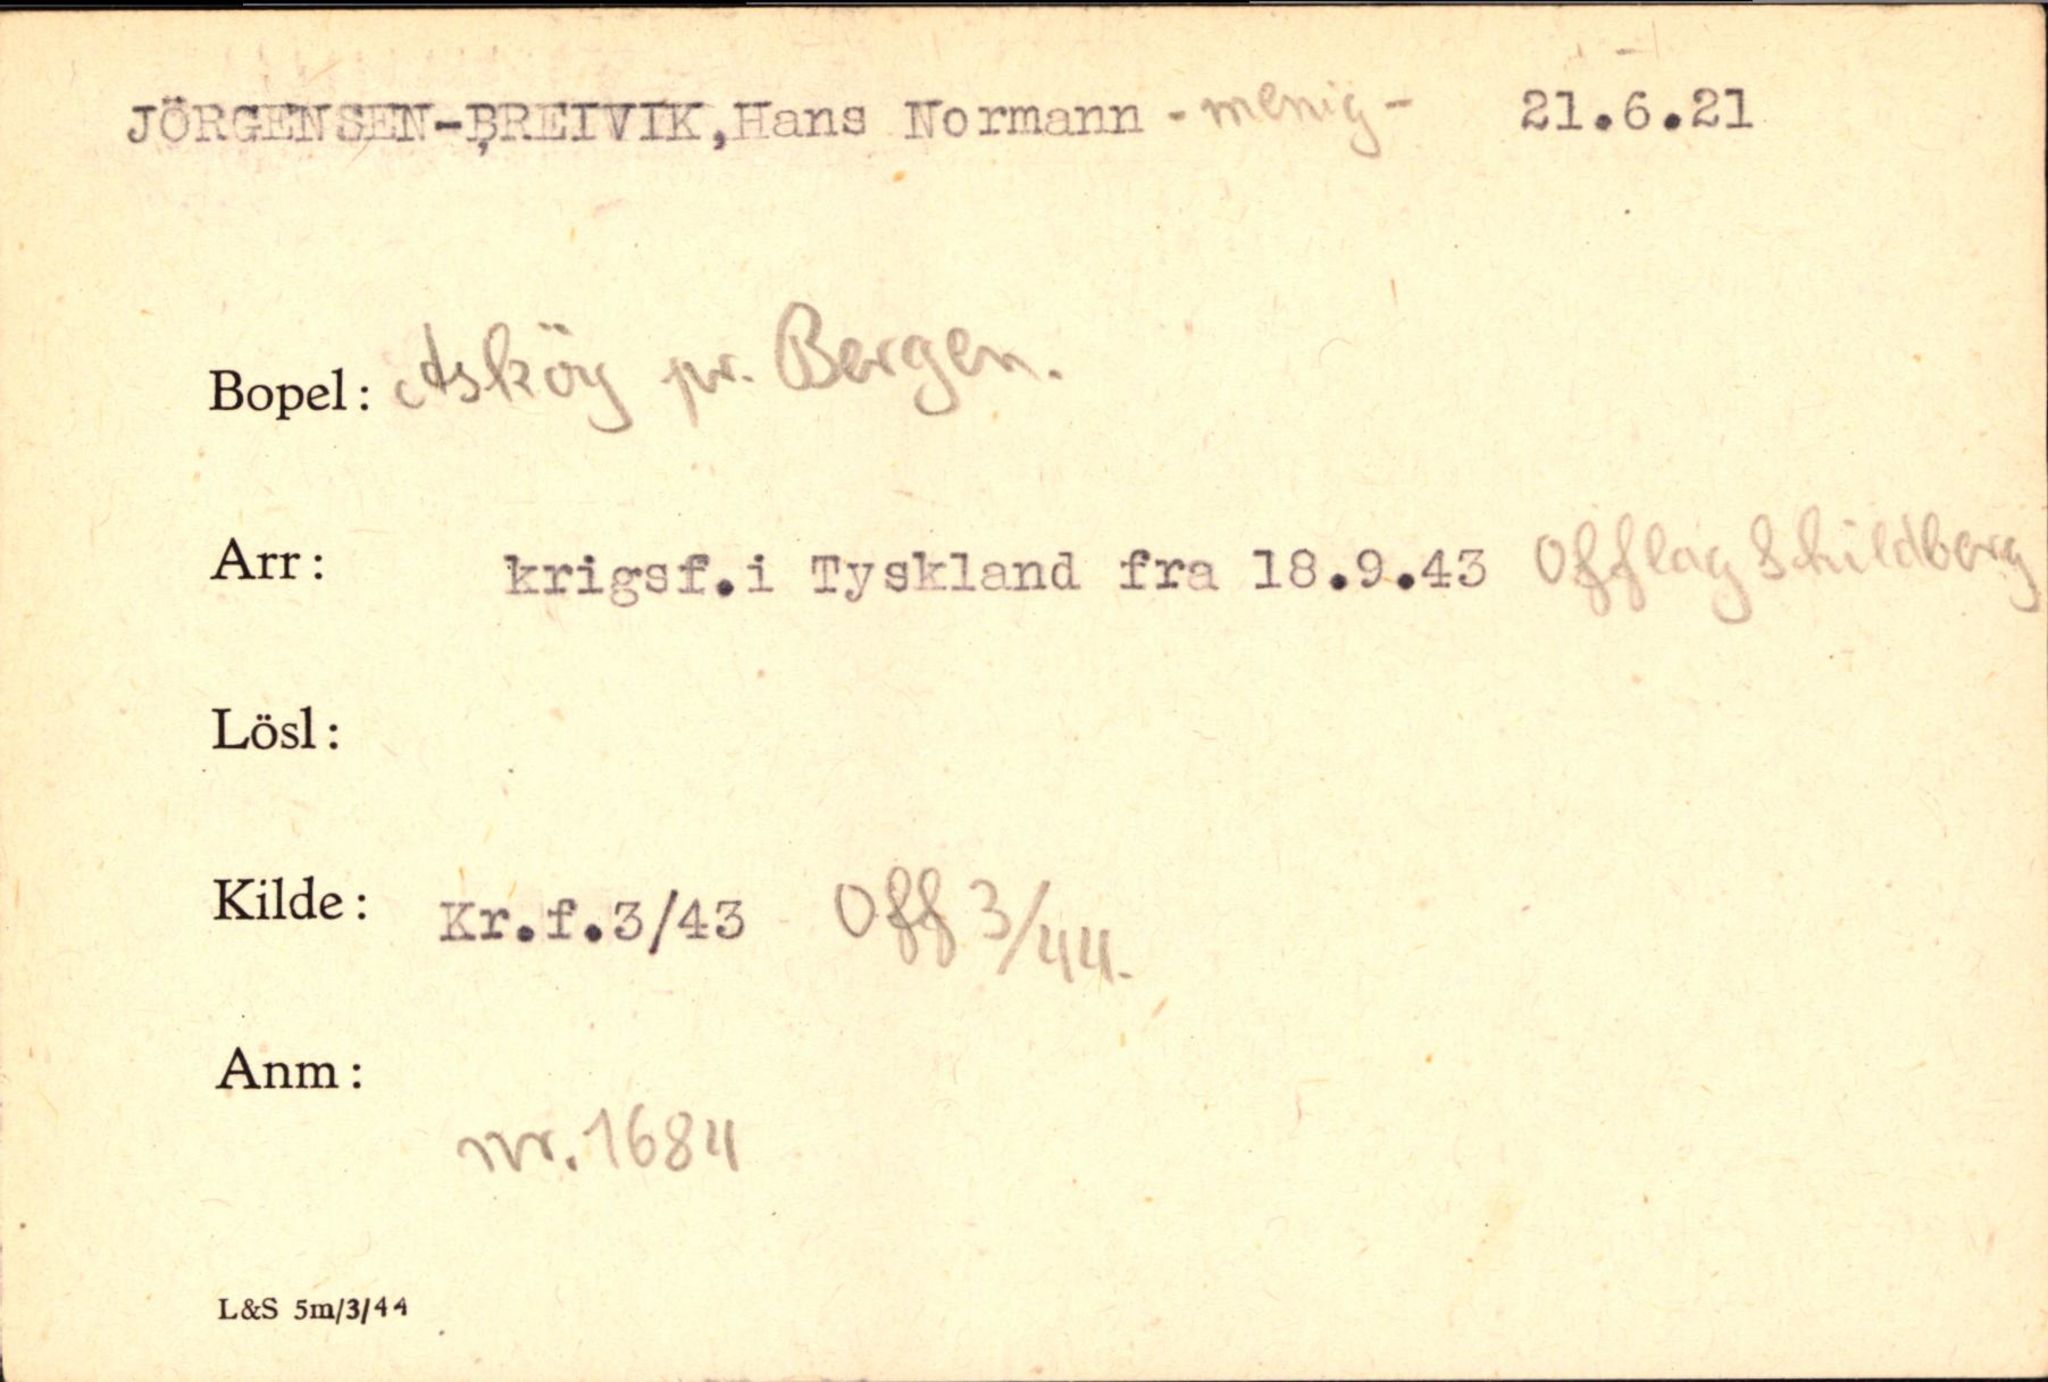 JÖRGENSEN-BREIVIK, Hans Normann - menig - 21.6.21
Bopel: Asköy pr. Bergen.
Arr: krigsf.i Tyskland fra 18.9.43 Offlag Schildberg
Lösl:
Kilde: Kr.f.3/43 Off 3/44.
Anm:
nr. 1684
L&S 5m/3/44